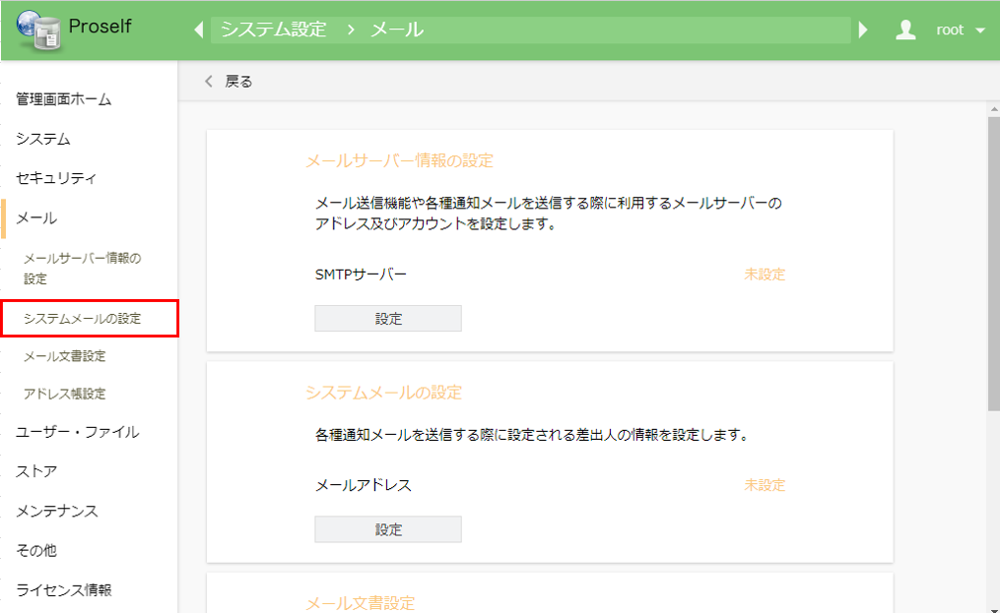 Proself
システム設定 > メール
root
戻る
管理画面ホーム
システム
セキュリティ
メール
メールサーバー情報の
設定
システムメールの設定
メール文書設定
アドレス帳設定
ユーザー・ファイル
ストア
メンテナンス
その他
ライセンス情報
メールサーバー情報の設定
メール送信機能や各種通知メールを送信する際に利用するメールサーバーの
アドレス及びアカウントを設定します。
SMTPサーバー 未設定
設定
システムメールの設定
各種通知メールを送信する際に設定される差出人の情報を設定します。
メールアドレス 未設定
設定
メール文書設定